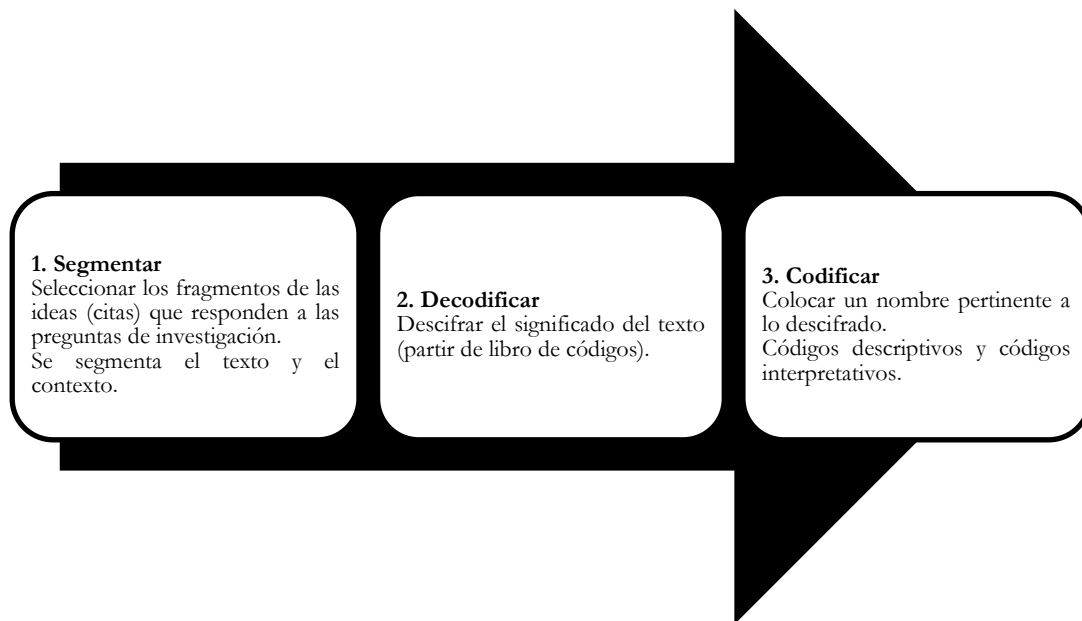 1. Segmentar
Seleccionar los fragmentos de las
ideas (citas) que responden a las
preguntas de investigación.
Se segmenta el texto y el
contexto.
2. Decodificar
Descifrar el significado del texto
(partir de libro de códigos).
3. Codificar
Colocar un nombre pertinente a
lo descifrado.
Códigos descriptivos y códigos
interpretativos.